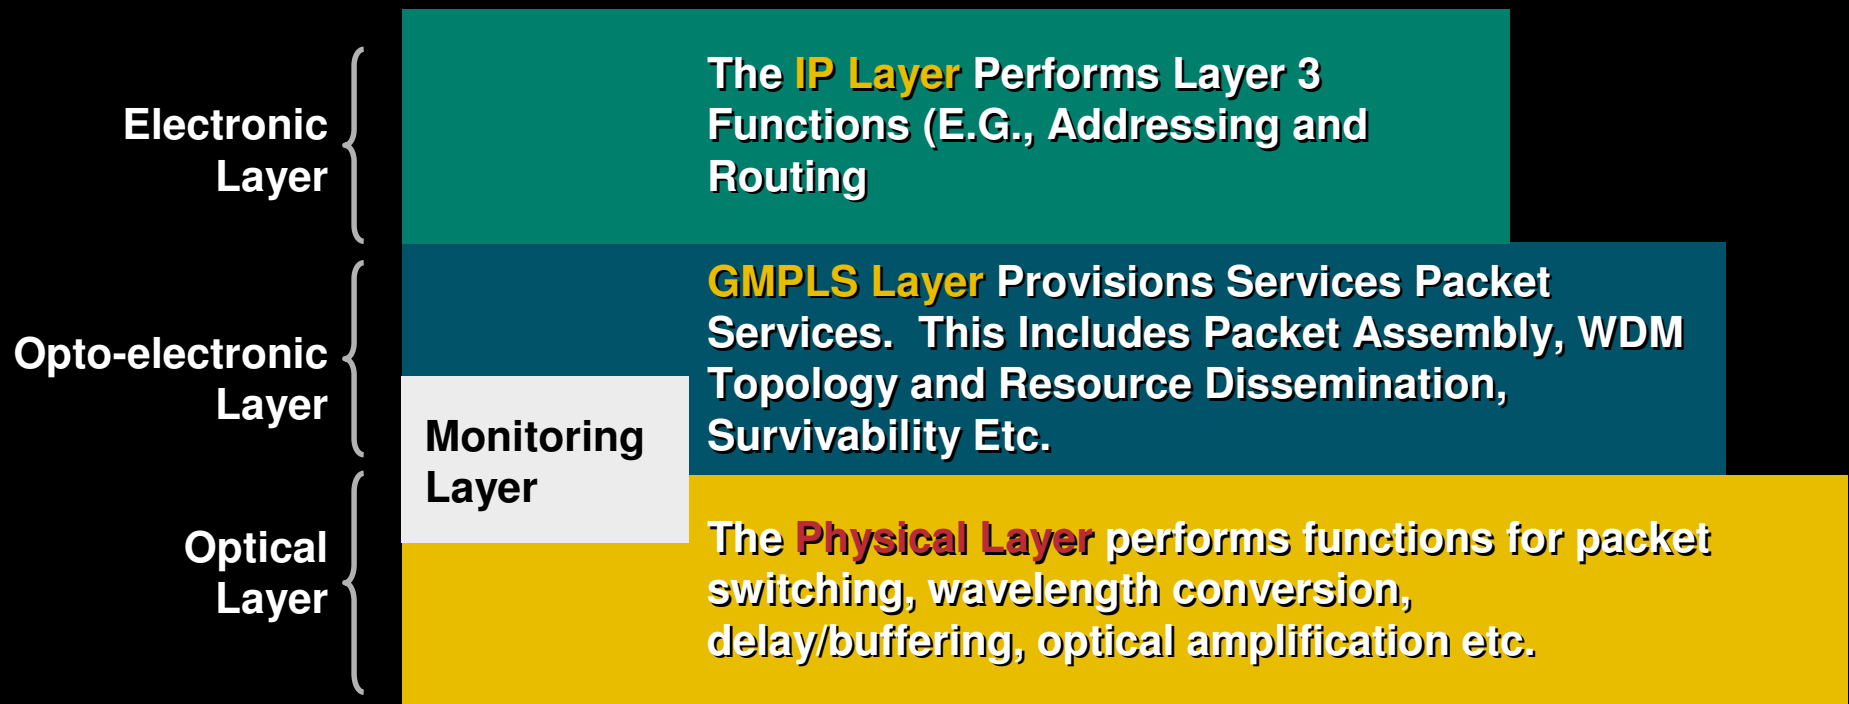 Electronic
Layer
The IP Layer Performs Layer 3
Functions (E.G., Addressing and
Routing
Opto-electronic
Layer
GMPLS Layer Provisions Services Packet
Services.  This Includes Packet Assembly, WDM
Topology and Resource Dissemination,
Survivability Etc.
Monitoring
Layer
Optical
Layer
The Physical Layer performs functions for packet
switching, wavelength conversion,
delay/buffering, optical amplification etc.